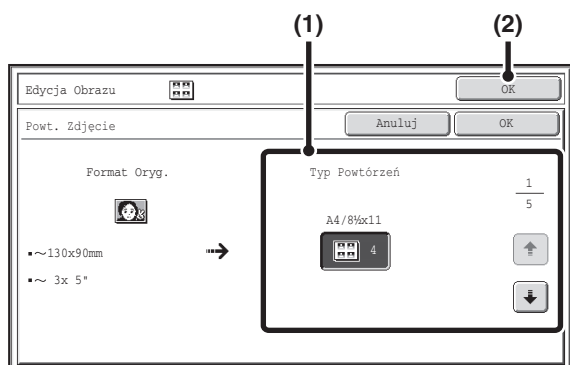 (1) (2)
Edycja Obrazu OK
Powt. Zdjęcie Anuluj OK
Format Oryg. Typ Powtórzeń
1
5
A4/8½x11
4
▪～130x90mm
▪～ 3x 5"